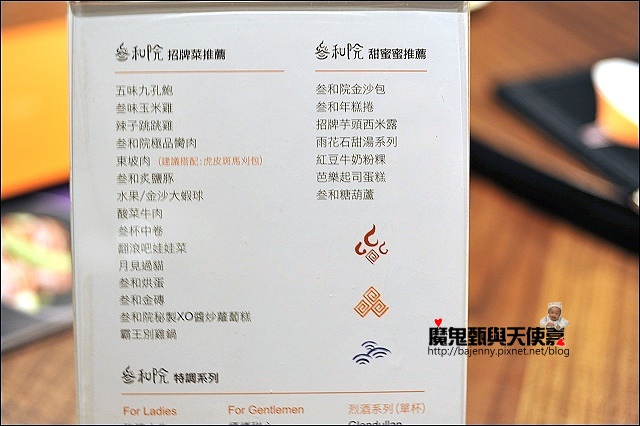 叁和院 招牌菜推薦
五味九孔鮑
叁味玉米雞
辣子跳跳雞
叁和院極品臠肉
東坡肉 (建議搭配:虎皮斑馬刈包)
叁和炙鹽豚
水果/金沙大蝦球
酸菜牛肉
叁杯中卷
翻滾吧娃娃菜
月見過貓
叁和烘蛋
叁和金磚
叁和院秘製XO醬炒蘿蔔糕
霸王別雞鍋
叁和院 甜蜜蜜推薦
叁和院金沙包
叁和年糕捲
招牌芋頭西米露
雨花石甜湯系列
紅豆牛奶粉粿
芭樂起司蛋糕
叁和糖葫蘆
叁和院 特調系列
For Ladies
For Gentlemen
烈酒系列(單杯)
魔鬼甄與天使嘉
http://bajenny.pixnet.net/blog